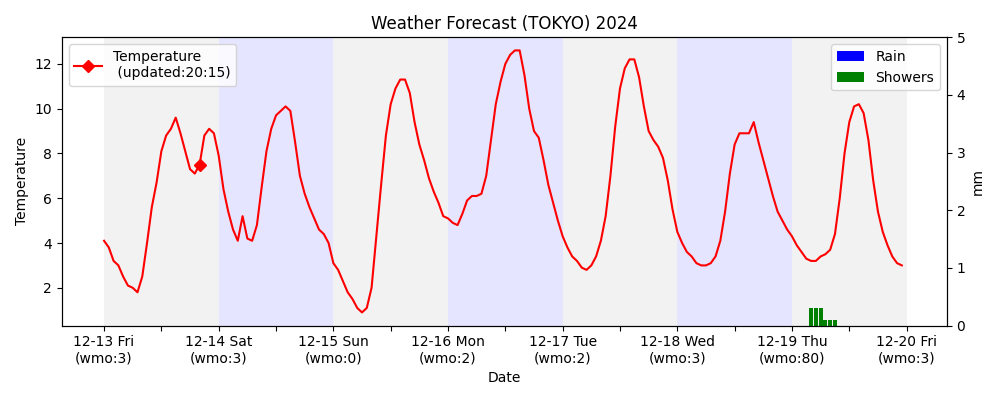 Weather Forecast (TOKYO) 2024
Temperature
(updated:20:15)
Rain
Showers
12
10
8
6
4
2
Temperature
5
4
3
2
1
0
mm
12-13 Fri
(wmo:3)
12-14 Sat
(wmo:3)
12-15 Sun
(wmo:0)
12-16 Mon
(wmo:2)
12-17 Tue
(wmo:2)
12-18 Wed
(wmo:3)
12-19 Thu
(wmo:80)
12-20 Fri
(wmo:3)
Date